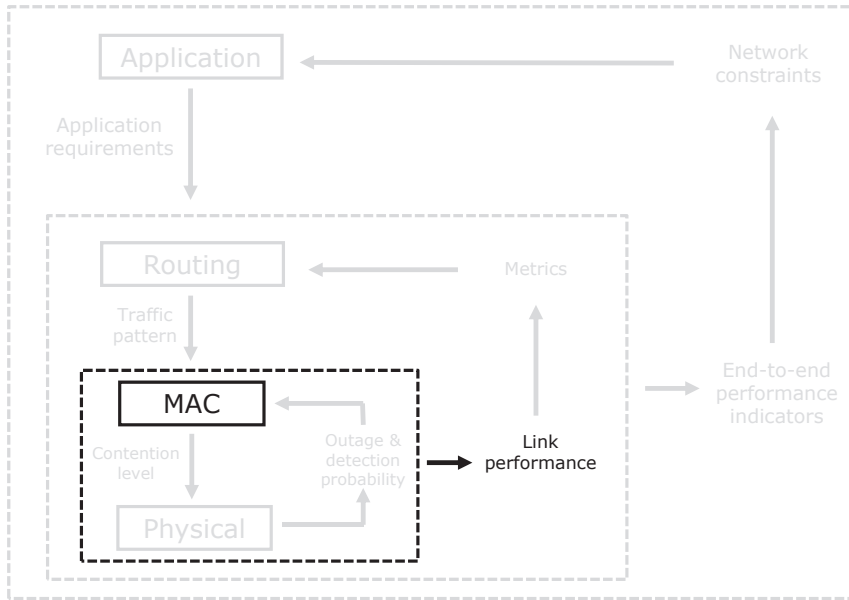 Application
Network
constraints
Application
requirements
Routing
Metrics
Traffic
pattern
MAC
End-to-end
performance
indicators
Contention
level
Outage &
detection
probability
Link
performance
Physical